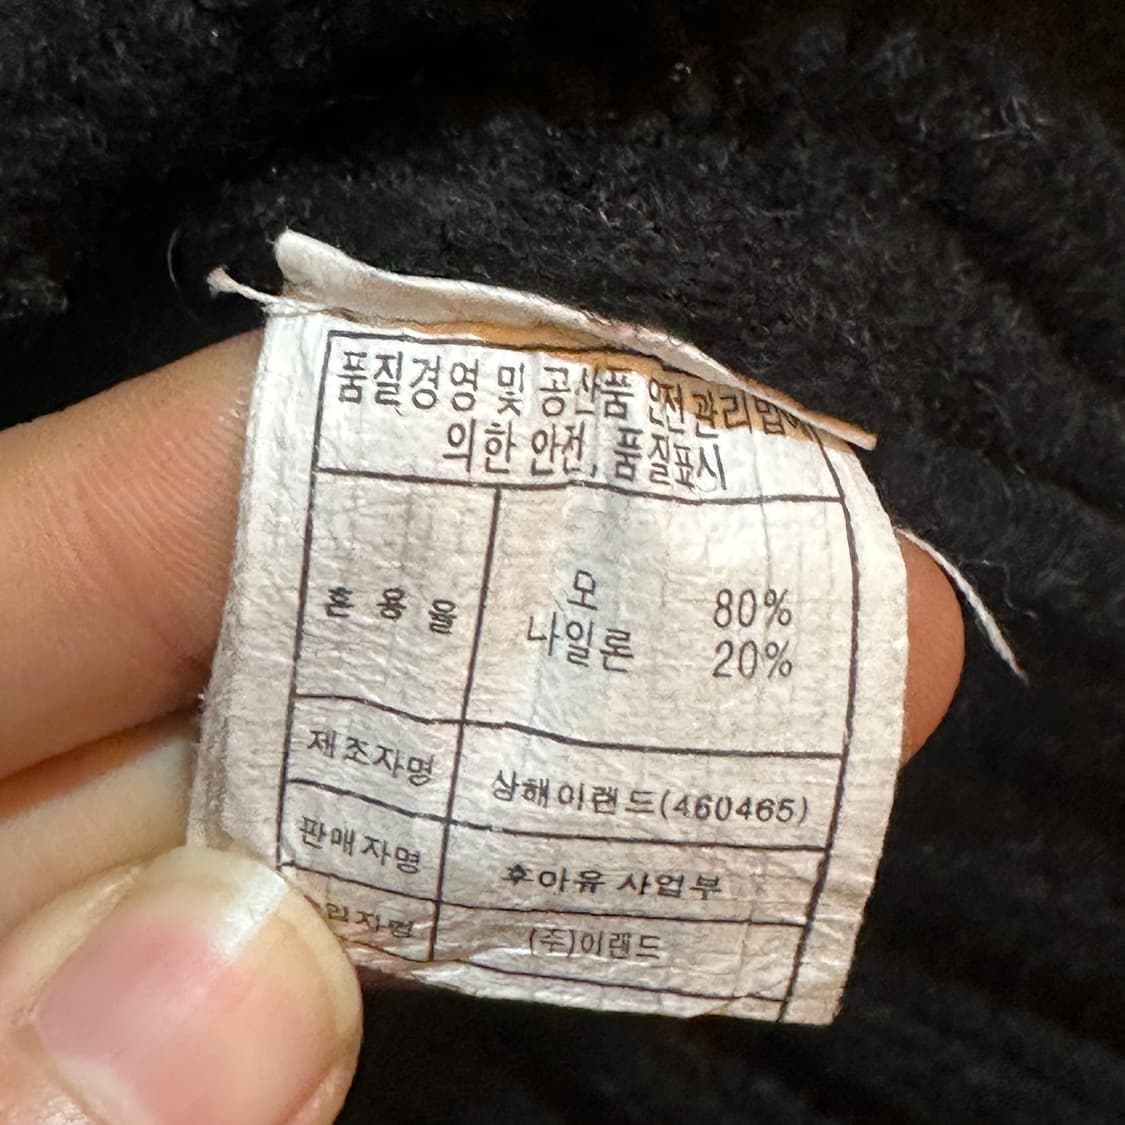 품질경영 및 공산품 안전관리법에
의한 안전, 품질표시
혼 용 율
모 80%
나일론 20%
제조자명 상해이랜드(460465)
판매자명 후아유 사업부
(주)이랜드